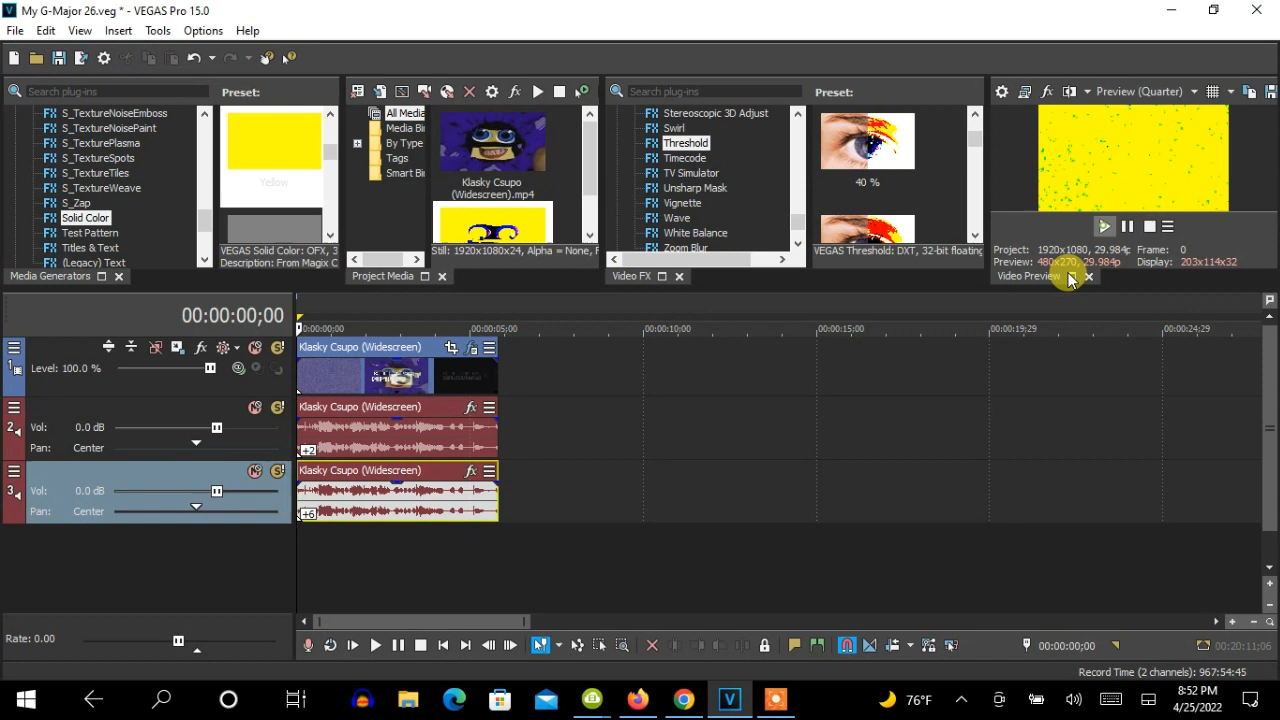 My G-Major 26.veg * - VEGAS Pro 15.0
File Edit View Insert Tools Options Help
Search plug-ins
Preset:
S_TextureNoiseEmboss
S_TextureNoisePaint
S_TexturePlasma
S_TextureSpots
S_TextureTiles
S_TextureWeave
S_Zap
Solid Color
Test Pattern
Titles & Text
(Legacy) Text
Yellow
VEGAS Solid Color: OFX, 3
Description: From Magix C
Media Generators
All Media
Media Bi
By Type
Tags
Smart Bi
Klasky Csupo
(Widescreen).mp4
Still: 1920x1080x24, Alpha = None, F
Project Media
Search plug-ins
Preset:
Stereoscopic 3D Adjust
Swirl
Threshold
Timecode
TV Simulator
Unsharp Mask
Vignette
Wave
White Balance
Zoom Blur
40 %
VEGAS Threshold: DXT, 32-bit floating
Video FX
Preview (Quarter)
Project: 1920x1080, 29.984p Frame: 0
Preview: 480x270, 29.984p Display: 203x114x32
Video Preview
00:00:00;00
00:00:00;00 00:00:05;00 00:00:10;00 00:00:15;00 00:00:19;29 00:00:24;29
1
Level: 100.0 %
Klasky Csupo (Widescreen)
2
Vol: 0.0 dB
Pan: Center
Klasky Csupo (Widescreen)
+2
3
Vol: 0.0 dB
Pan: Center
Klasky Csupo (Widescreen)
+6
Rate: 0.00
00:00:00;00
00:20:11;06
Record Time (2 channels): 967:54:45
76°F
8:52 PM
4/25/2022